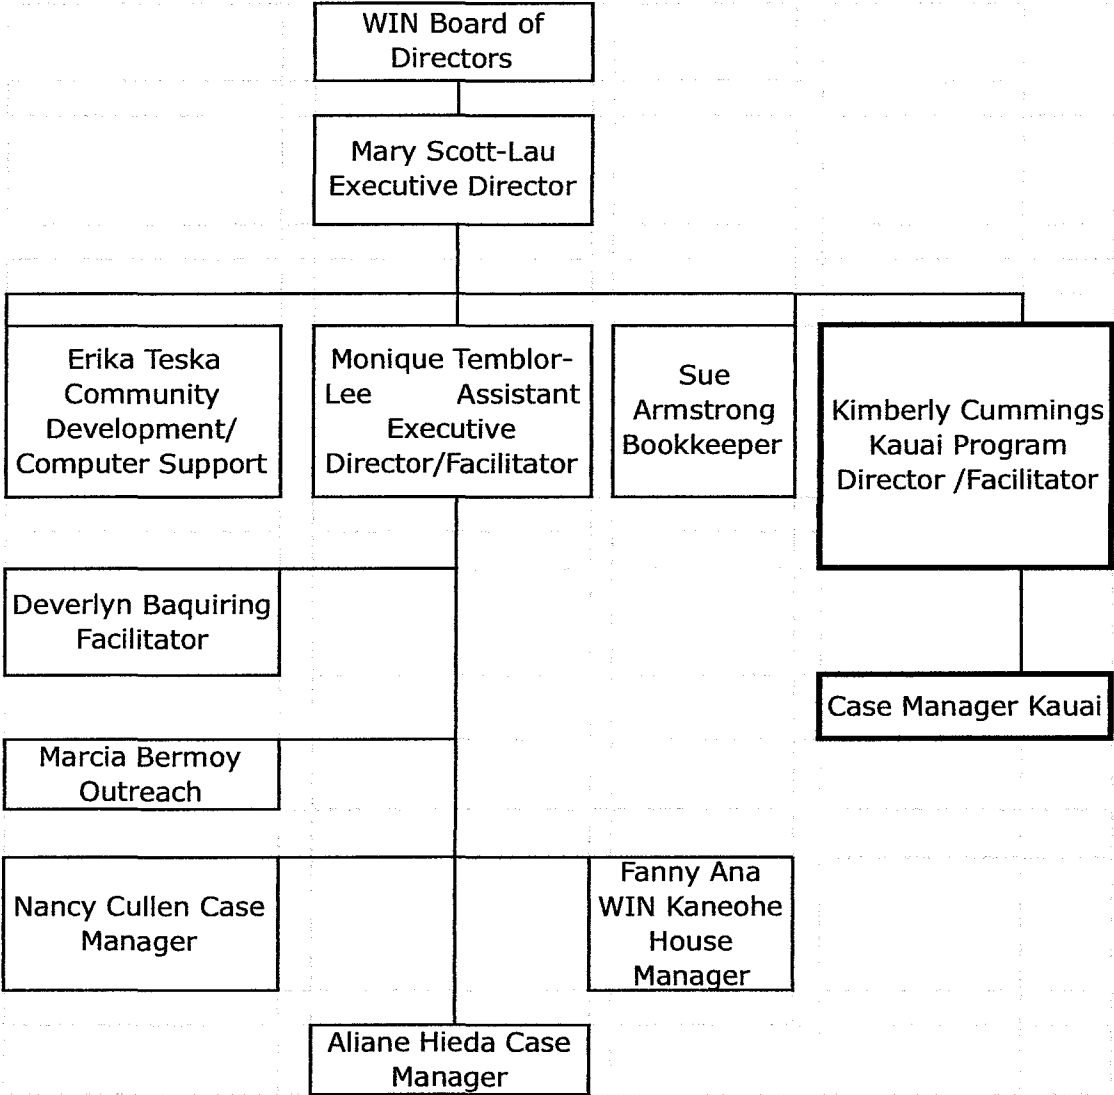 WIN Board of
Directors
Mary Scott-Lau
Executive Director
Erika Teska
Community
Development/
Computer Support
Monique Temblor-
Lee Assistant
Executive
Director/Facilitator
Sue
Armstrong
Bookkeeper
Kimberly Cummings
Kauai Program
Director /Facilitator
Deverlyn Baquiring
Facilitator
Case Manager Kauai
Marcia Bermoy
Outreach
Nancy Cullen Case
Manager
Fanny Ana
WIN Kaneohe
House
Manager
Aliane Hieda Case
Manager